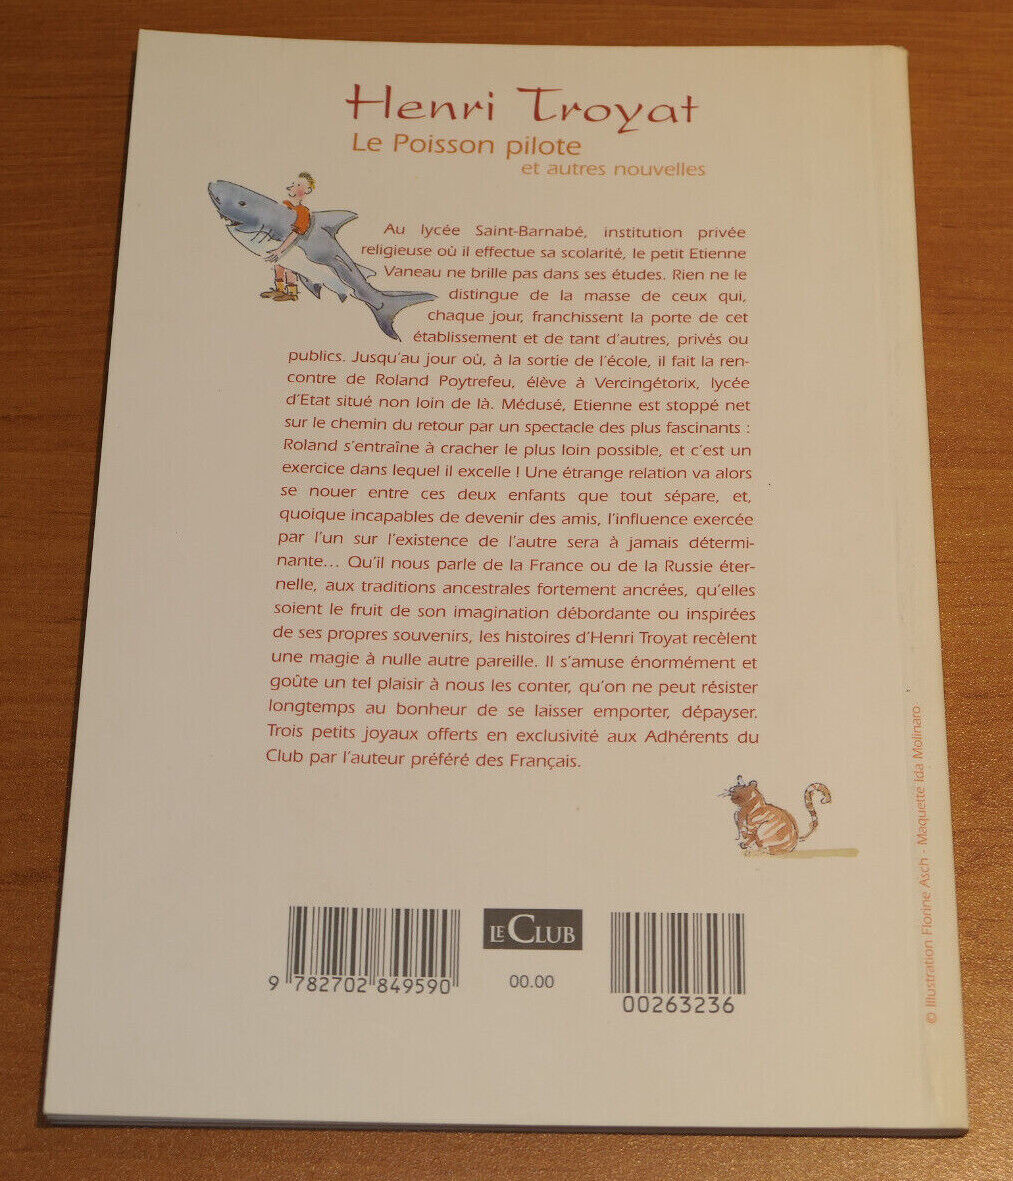 Henri Troyat
Le Poisson pilote
et autres nouvelles
Au lycée Saint-Barnabé, institution privée
religieuse où il effectue sa scolarité, le petit Etienne
Vaneau ne brille pas dans ses études. Rien ne le
distingue de la masse de ceux qui,
chaque jour, franchissent la porte de cet
établissement et de tant d'autres, privés ou
publics. Jusqu'au jour où, à la sortie de l'école, il fait la ren-
contre de Roland Poytrefeu, élève à Vercingétorix, lycée
d'Etat situé non loin de là. Médusé, Etienne est stoppé net
sur le chemin du retour par un spectacle des plus fascinants :
Roland s'entraîne à cracher le plus loin possible, et c'est un
exercice dans lequel il excelle ! Une étrange relation va alors
se nouer entre ces deux enfants que tout sépare, et,
quoique incapables de devenir des amis, l'influence exercée
par l'un sur l'existence de l'autre sera à jamais détermi-
nante... Qu'il nous parle de la France ou de la Russie éter-
nelle, aux traditions ancestrales fortement ancrées, qu'elles
soient le fruit de son imagination débordante ou inspirées
de ses propres souvenirs, les histoires d'Henri Troyat recèlent
une magie à nulle autre pareille. Il s'amuse énormément et
goûte un tel plaisir à nous les conter, qu'on ne peut résister
longtemps au bonheur de se laisser emporter, dépayser.
Trois petits joyaux offerts en exclusivité aux Adhérents du
Club par l'auteur préféré des Français.
© Illustration Florine Asch - Maquette Ida Molinaro
9 782702 849590
LE CLUB
00.00
00263236